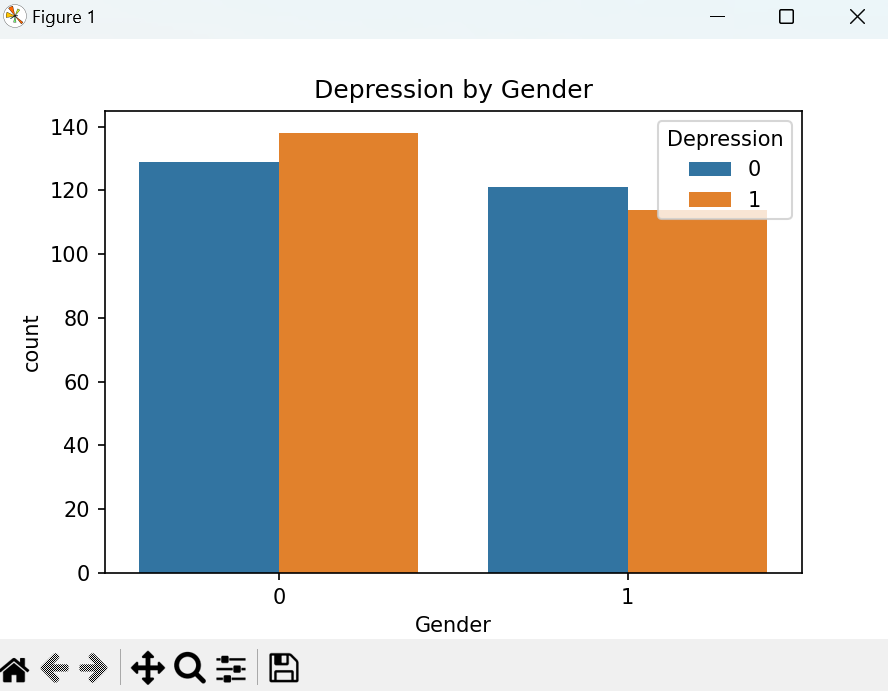 Figure 1
Depression by Gender
Depression
0
1
140
120
100
80
60
40
20
0
count
0 1
Gender